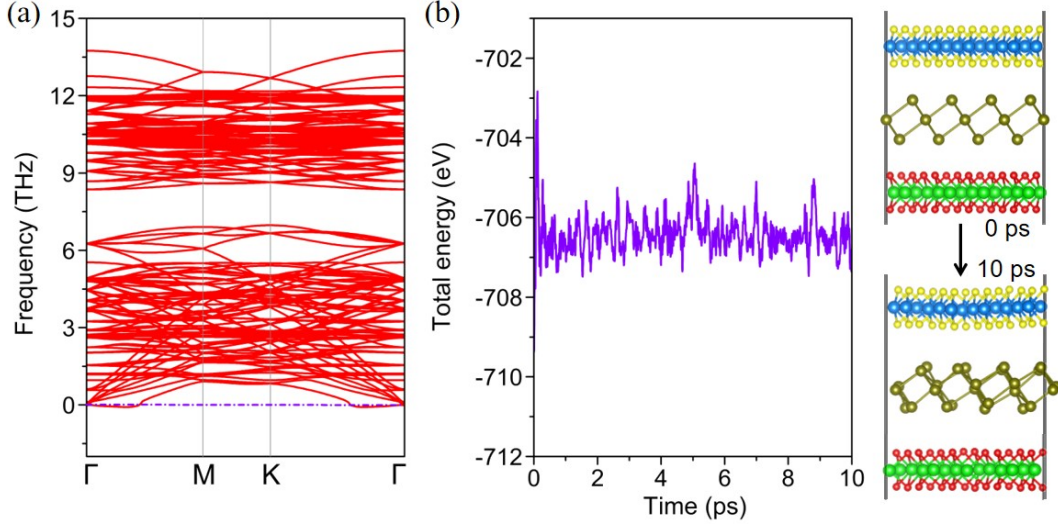 (a)
15
12
9
6
3
0
Frequency (THz)
Γ
M
K
Γ
(b)
-702
-704
-706
-708
-710
-712
Total energy (eV)
0
2
4
6
8
10
Time (ps)
0 ps
10 ps